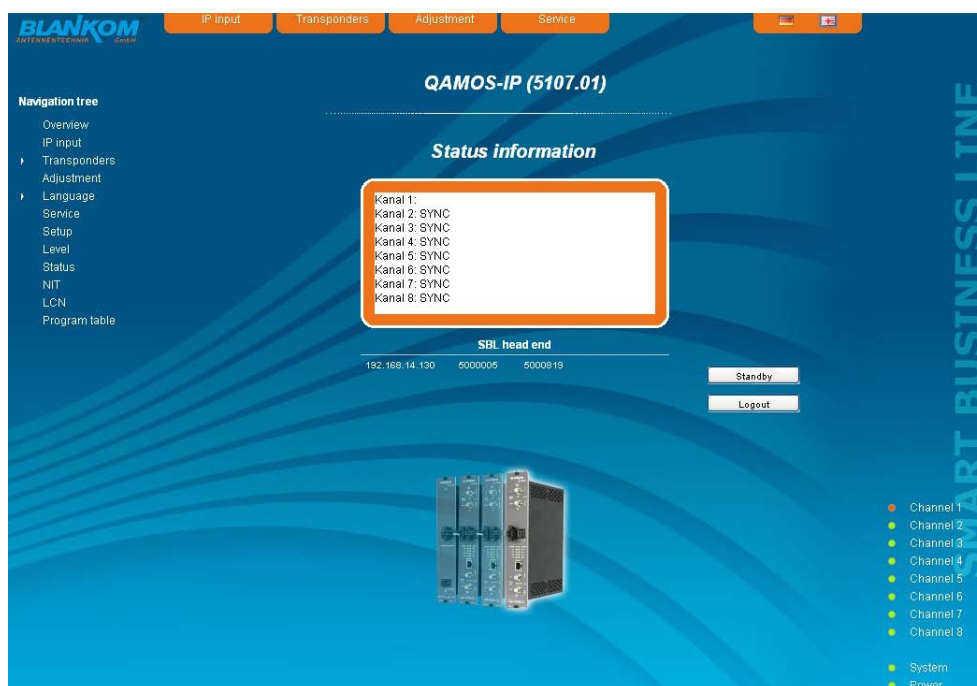 BLANKOM
ANTENNENTECHNIK GmbH
IP input
Transponders
Adjustment
Service
QAMOS-IP (5107.01)
Navigation tree
Overview
IP input
Transponders
Adjustment
Language
Service
Setup
Level
Status
NIT
LCN
Program table
Status information
Kanal 1:
Kanal 2: SYNC
Kanal 3: SYNC
Kanal 4: SYNC
Kanal 5: SYNC
Kanal 6: SYNC
Kanal 7: SYNC
Kanal 8: SYNC
SBL head end
192.168.14.130 5000005 5000819
Standby
Logout
SMART BUSINESS LINE
Channel 1
Channel 2
Channel 3
Channel 4
Channel 5
Channel 6
Channel 7
Channel 8
System
Power